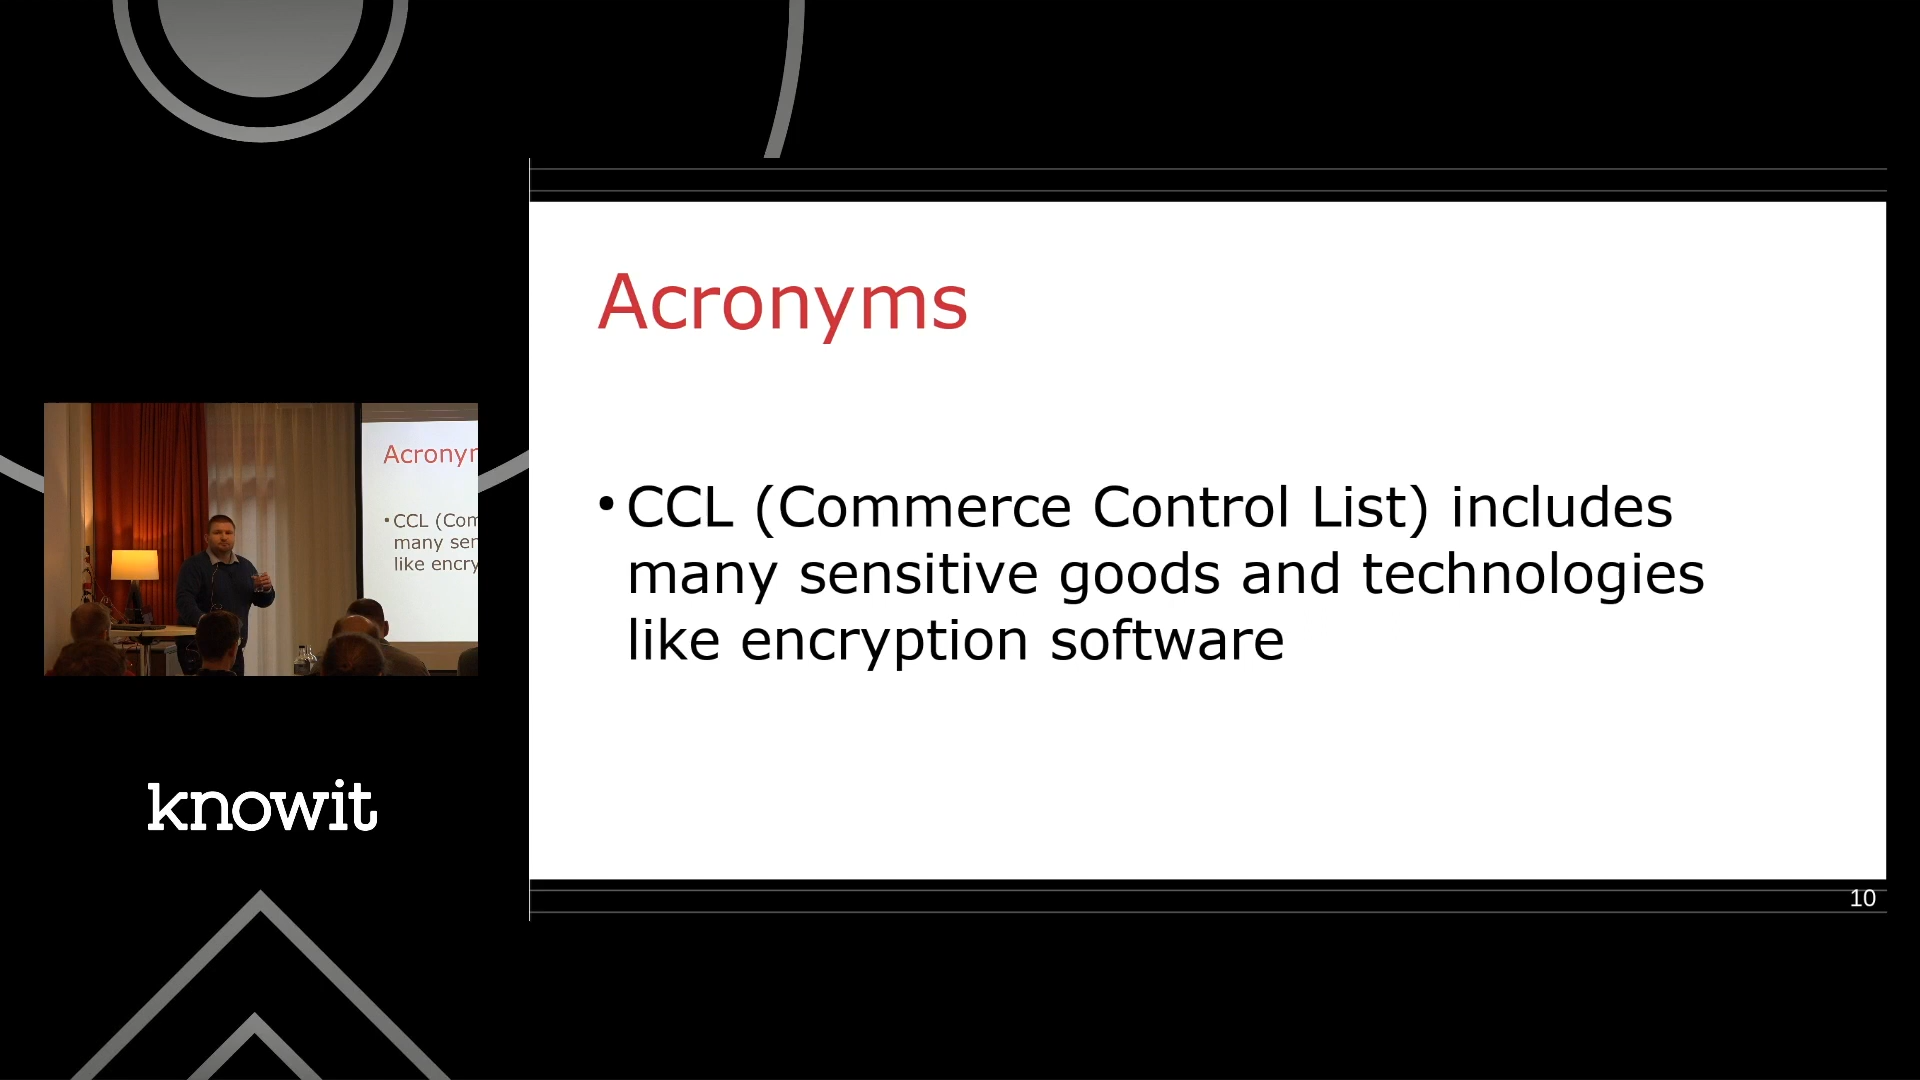 Acronyms
• CCL (Commerce Control List) includes
many sensitive goods and technologies
like encryption software
10
Acronyr
• CCL (Com
many sen
like encry
knowit